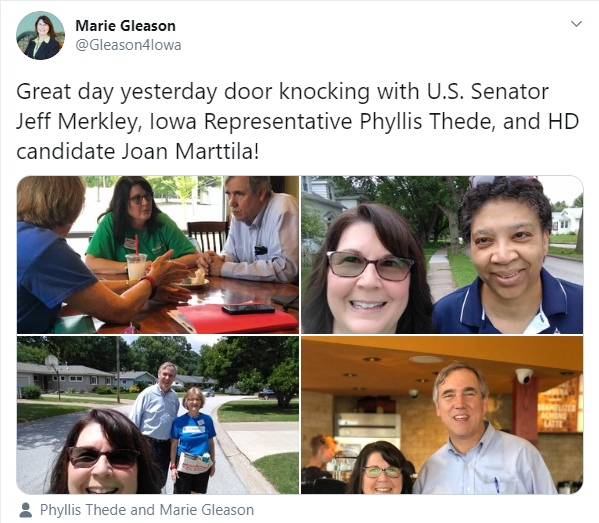 Marie Gleason
@Gleason4Iowa
Great day yesterday door knocking with U.S. Senator
Jeff Merkley, Iowa Representative Phyllis Thede, and HD
candidate Joan Marttila!
LATTE
Phyllis Thede and Marie Gleason